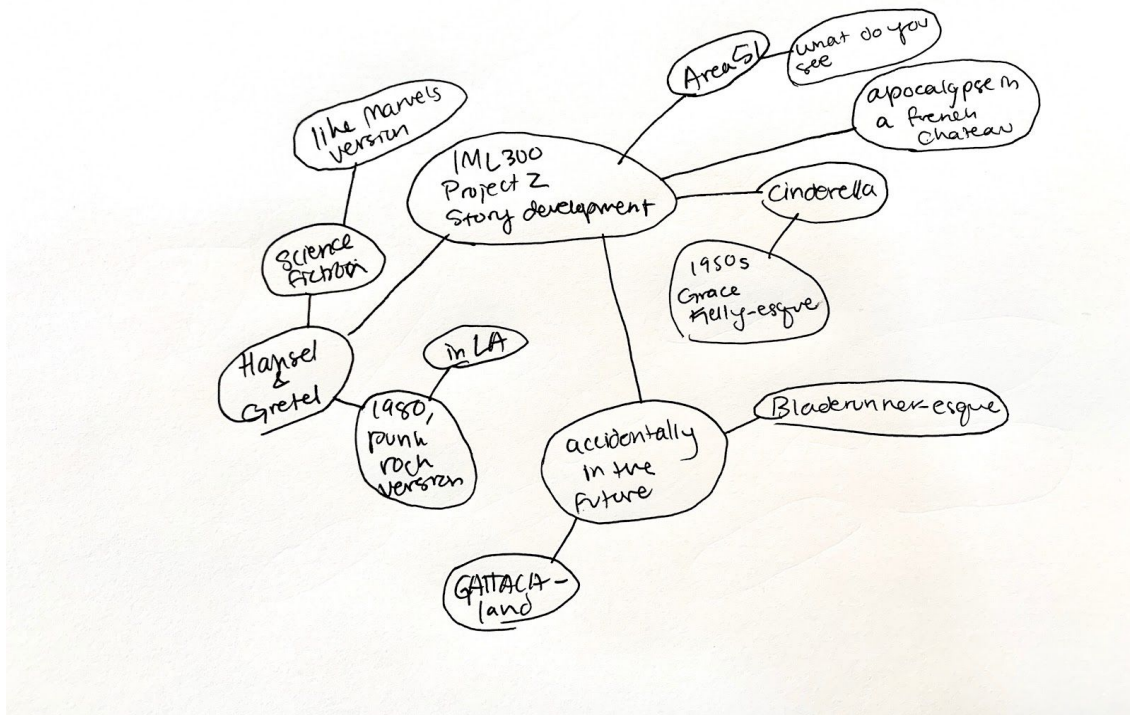 Area 51
what do you
see
apocalypse in
a french
chateau
like marvels
version
IML300
Project 2
Story development
cinderella
science
fiction
1950s
Grace
Kelly-esque
in LA
Hansel
&
Gretel
1980,
punk
rock
version
Bladerunner-esque
accidentally
in the
future
GATTACA-
land